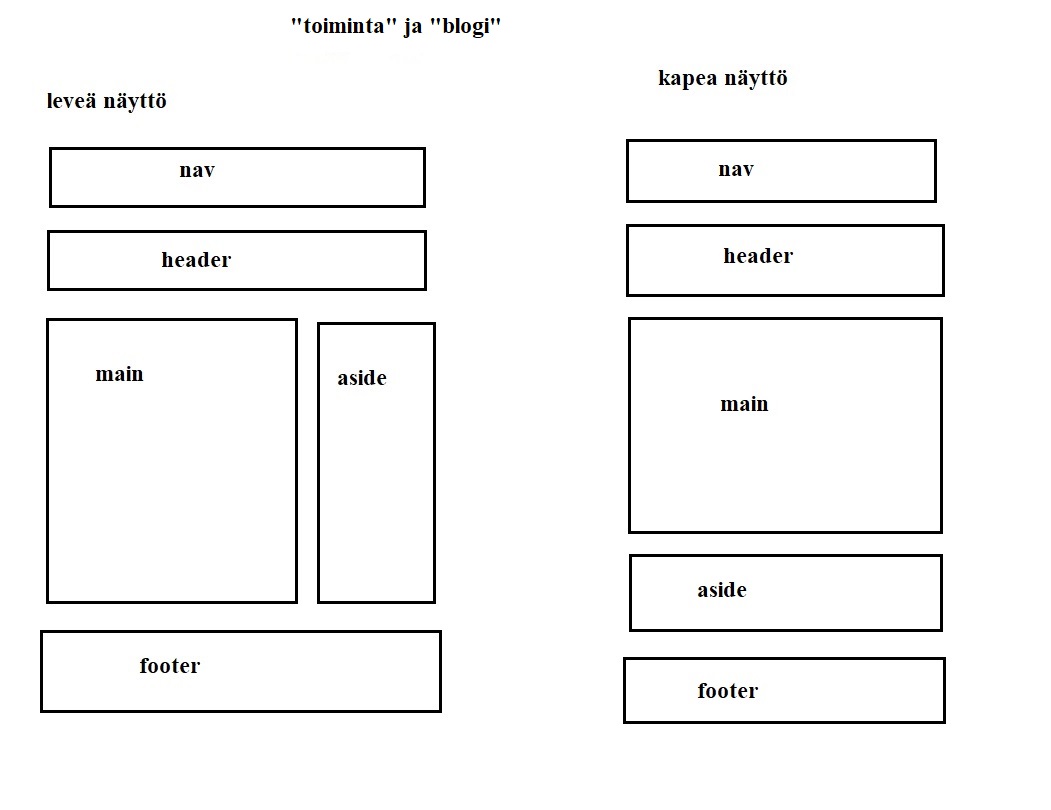 "toiminta" ja "blogi"
leveä näyttö
nav
header
main
aside
footer
kapea näyttö
nav
header
main
aside
footer